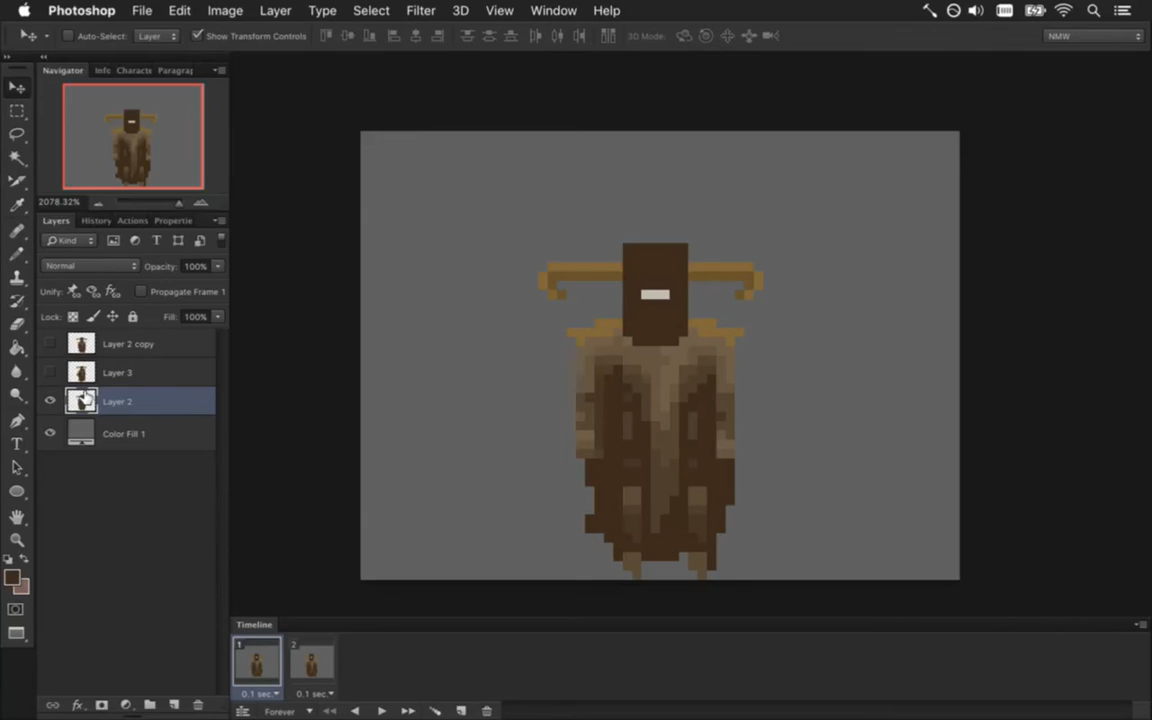 Photoshop File Edit Image Layer Type Select Filter 3D View Window Help
Auto-Select: Layer Show Transform Controls 3D Mode: NMW
Navigator Info Characte Paragrap
2078.32%
Layers History Actions Propertie
Kind
Normal Opacity: 100%
Unify: Propagate Frame 1
Lock: Fill: 100%
Layer 2 copy
Layer 3
Layer 2
Color Fill 1
Timeline
1 2
0.1 sec. 0.1 sec.
Forever